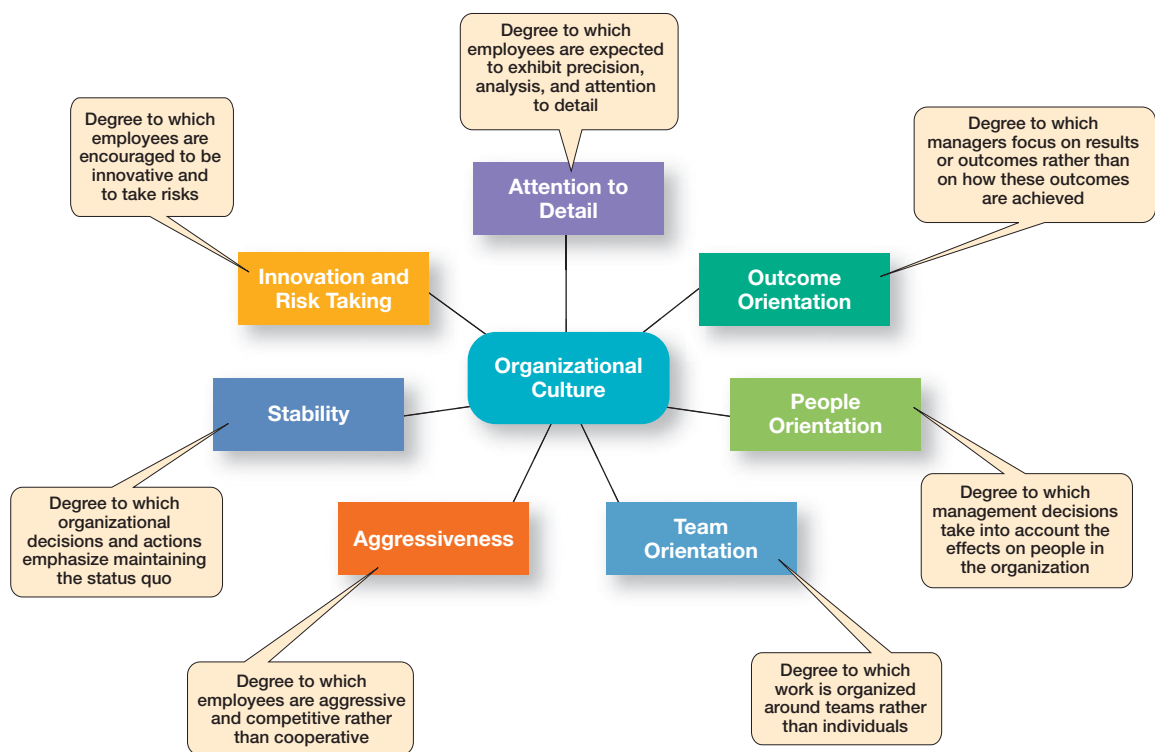 Degree to which
employees are expected
to exhibit precision,
analysis, and attention
to detail
Degree to which
employees are
encouraged to be
innovative and
to take risks
Degree to which
managers focus on results
or outcomes rather than
on how these outcomes
are achieved
Attention to
Detail
Innovation and
Risk Taking
Outcome
Orientation
Organizational
Culture
Stability
People
Orientation
Degree to which
organizational
decisions and actions
emphasize maintaining
the status quo
Aggressiveness
Team
Orientation
Degree to which
management decisions
take into account the
effects on people in
the organization
Degree to which
employees are aggressive
and competitive rather
than cooperative
Degree to which
work is organized
around teams rather
than individuals